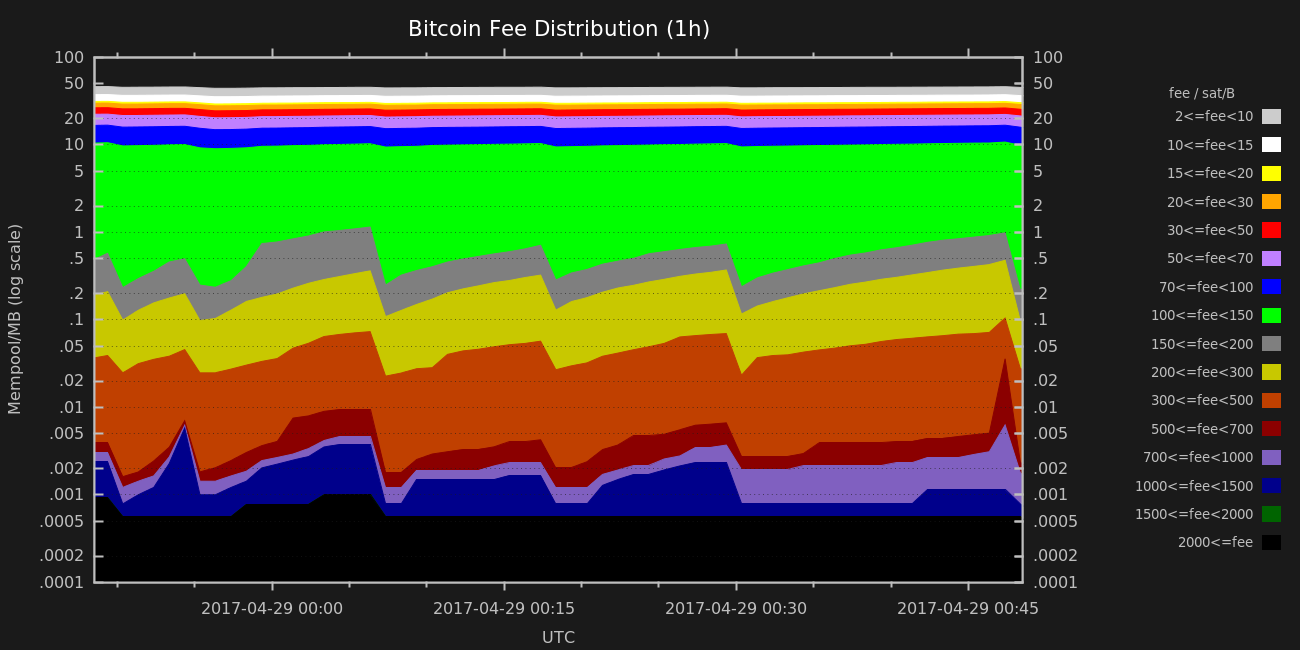 Bitcoin Fee Distribution (1h)
Mempool/MB (log scale)
100
50
20
10
5
2
1
.5
.2
.1
.05
.02
.01
.005
.002
.001
.0005
.0002
.0001
100
50
20
10
5
2
1
.5
.2
.1
.05
.02
.01
.005
.002
.001
.0005
.0002
.0001
2017-04-29 00:00
2017-04-29 00:15
2017-04-29 00:30
2017-04-29 00:45
UTC
fee / sat/B
2<=fee<10
10<=fee<15
15<=fee<20
20<=fee<30
30<=fee<50
50<=fee<70
70<=fee<100
100<=fee<150
150<=fee<200
200<=fee<300
300<=fee<500
500<=fee<700
700<=fee<1000
1000<=fee<1500
1500<=fee<2000
2000<=fee